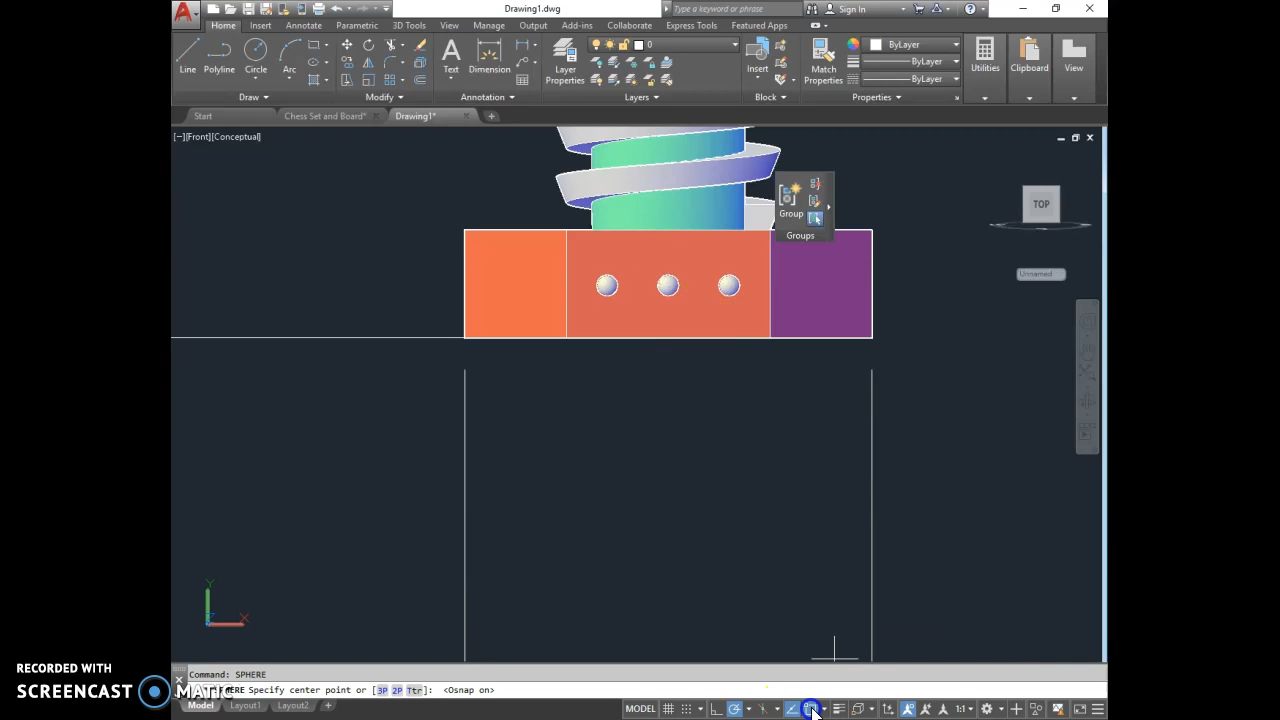 Drawing1.dwg
Type a keyword or phrase
Sign In
Home Insert Annotate Parametric 3D Tools View Manage Output Add-ins Collaborate Express Tools Featured Apps
0
ByLayer
ByLayer
ByLayer
Line Polyline Circle Arc
Text Dimension
Layer Properties
Insert
Match Properties
Utilities Clipboard View
Draw Modify Annotation Layers Block Properties
Start Chess Set and Board* Drawing1*
[−][Front][Conceptual]
Group
Groups
TOP
Unnamed
Y
X
Command: SPHERE
Specify center point or [3P 2P Ttr]: <Osnap on>
Model Layout1 Layout2 +
MODEL
1:1
RECORDED WITH
SCREENCAST MATIC